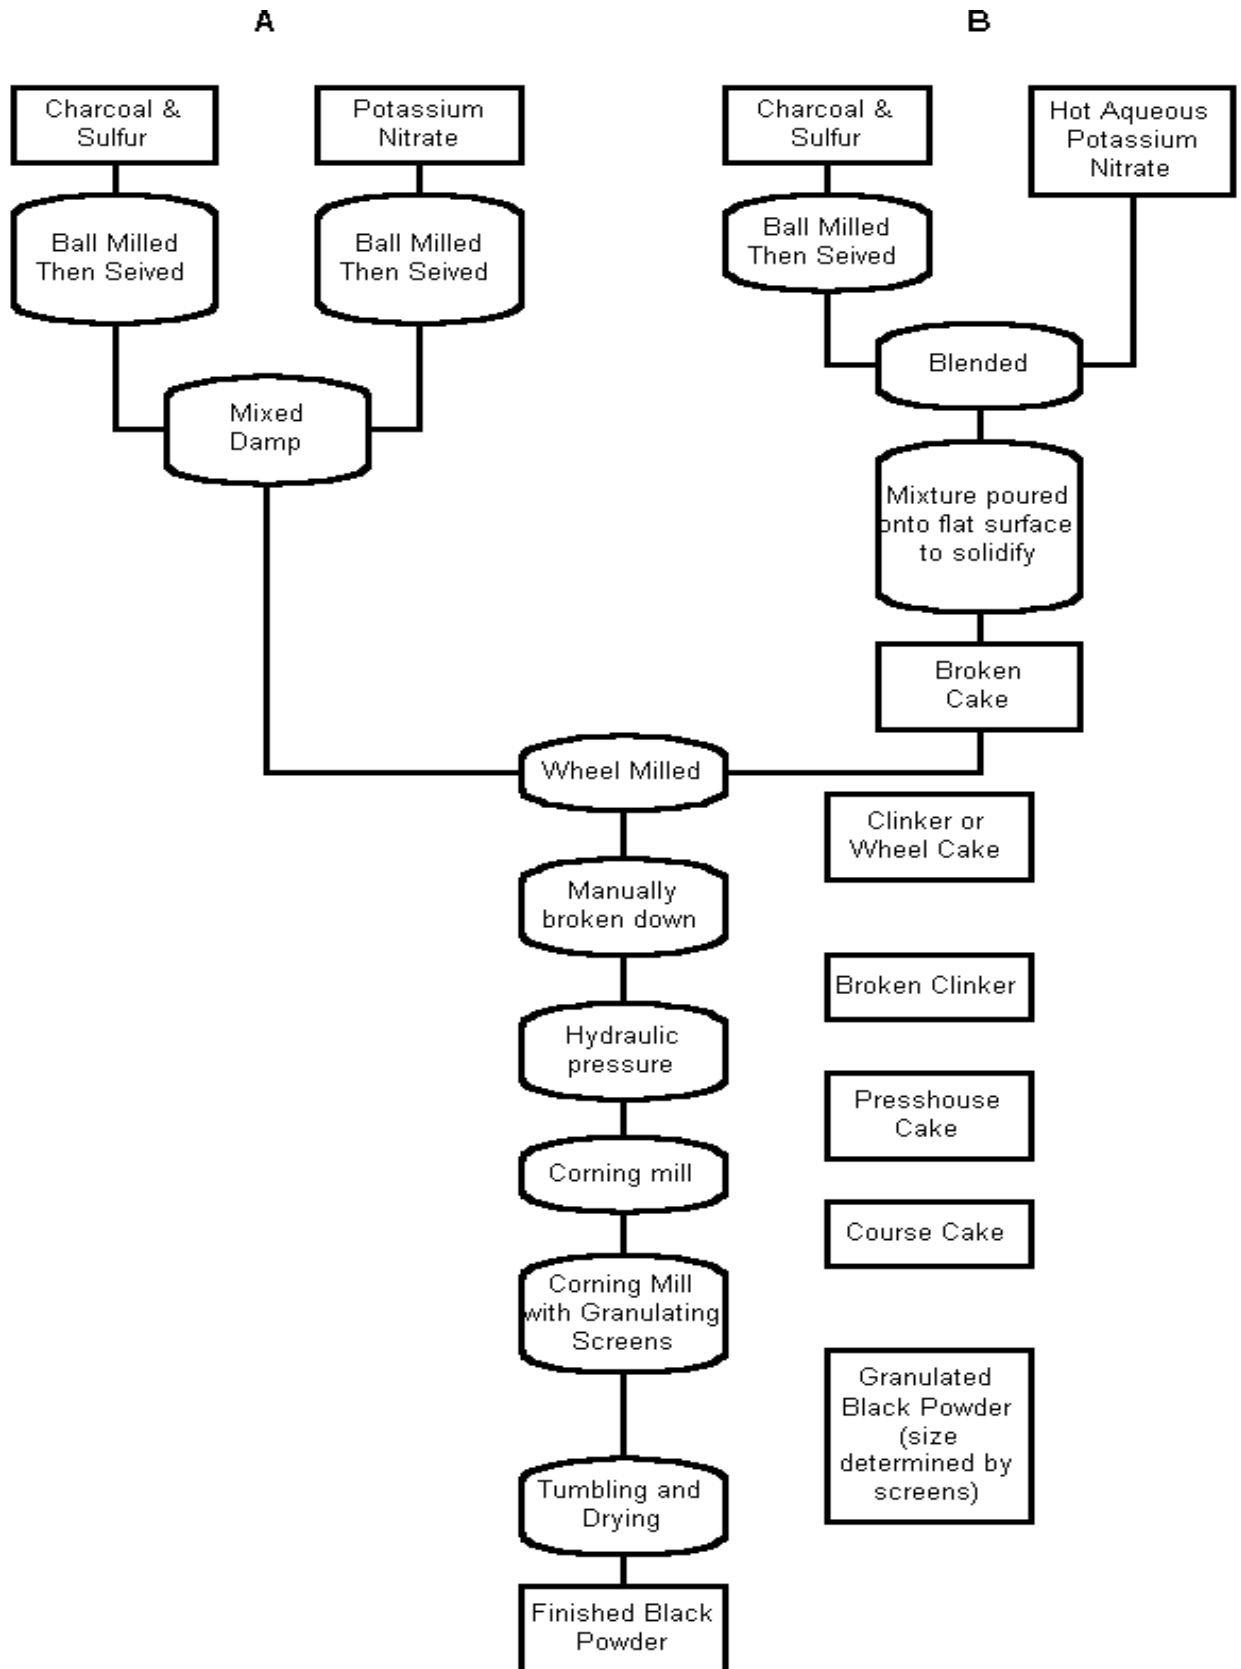 A
B
Charcoal &
Sulfur
Potassium
Nitrate
Charcoal &
Sulfur
Hot Aqueous
Potassium
Nitrate
Ball Milled
Then Seived
Ball Milled
Then Seived
Ball Milled
Then Seived
Blended
Mixed
Damp
Mixture poured
onto flat surface
to solidify
Broken
Cake
Wheel Milled
Clinker or
Wheel Cake
Manually
broken down
Broken Clinker
Hydraulic
pressure
Presshouse
Cake
Corning mill
Course Cake
Corning Mill
with Granulating
Screens
Granulated
Black Powder
(size
determined by
screens)
Tumbling and
Drying
Finished Black
Powder